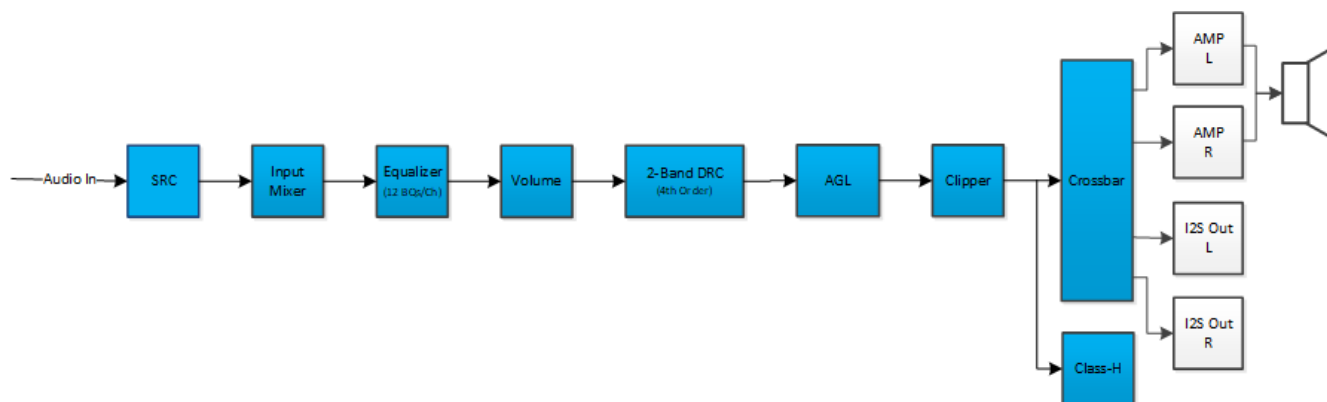 Audio In
SRC
Input
Mixer
Equalizer
(12 BQs/Ch)
Volume
2-Band DRC
(4th Order)
AGL
Clipper
Crossbar
Class-H
AMP
L
AMP
R
I2S Out
L
I2S Out
R